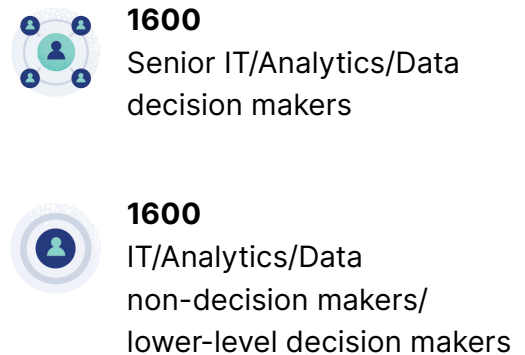 1600
Senior IT/Analytics/Data
decision makers
1600
IT/Analytics/Data
non-decision makers/
lower-level decision makers